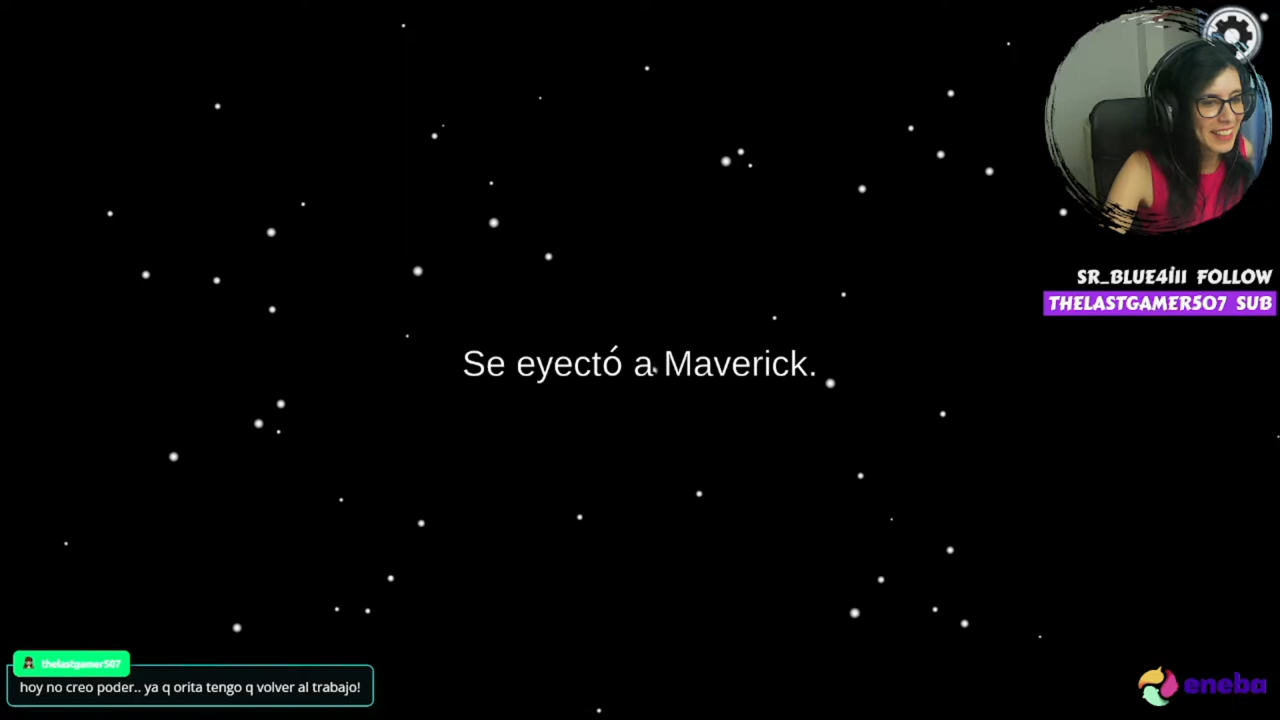 SR_BLUE4III FOLLOW
THELASTGAMER507 SUB
Se eyectó a Maverick.
thelastgamer507
hoy no creo poder.. ya q orita tengo q volver al trabajo!
eneba